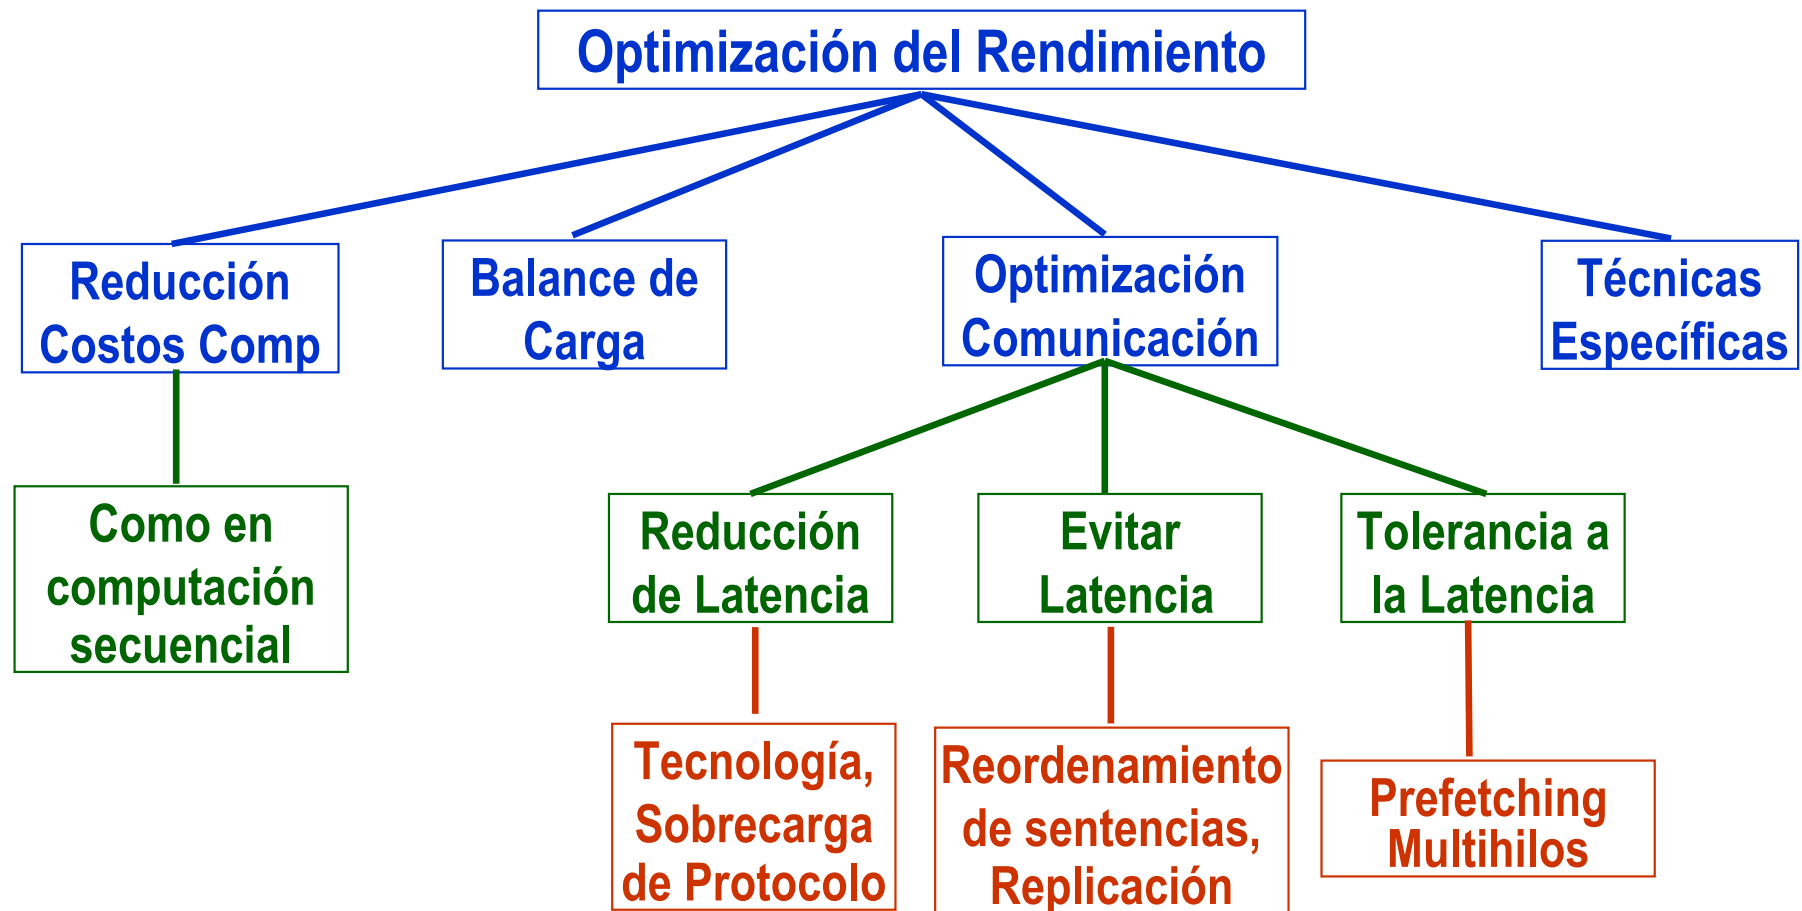 Optimización del Rendimiento
Reducción
Costos Comp
Balance de
Carga
Optimización
Comunicación
Técnicas
Específicas
Como en
computación
secuencial
Reducción
de Latencia
Evitar
Latencia
Tolerancia a
la Latencia
Tecnología,
Sobrecarga
de Protocolo
Reordenamiento
de sentencias,
Replicación
Prefetching
Multihilos